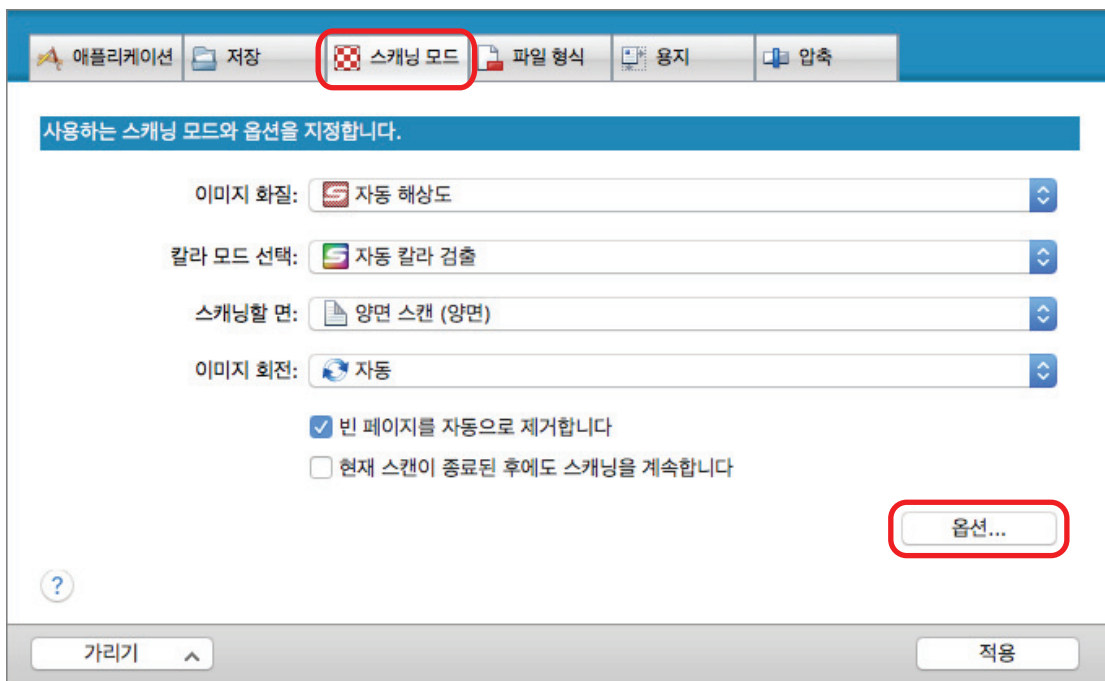 애플리케이션 저장 스캐닝 모드 파일 형식 용지 압축
사용하는 스캐닝 모드와 옵션을 지정합니다.
이미지 화질: 자동 해상도
칼라 모드 선택: 자동 칼라 검출
스캐닝할 면: 양면 스캔 (양면)
이미지 회전: 자동
빈 페이지를 자동으로 제거합니다
현재 스캔이 종료된 후에도 스캐닝을 계속합니다
옵션...
?
가리기 적용